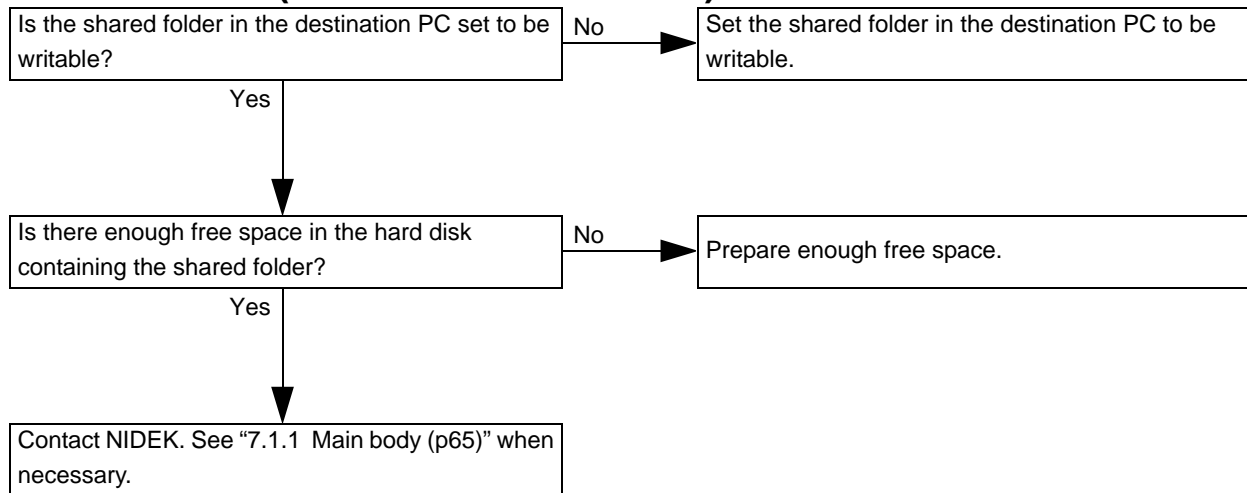 Is the shared folder in the destination PC set to be
writable?
No
Set the shared folder in the destination PC to be
writable.
Yes
Is there enough free space in the hard disk
containing the shared folder?
No
Prepare enough free space.
Yes
Contact NIDEK. See “7.1.1  Main body (p65)” when
necessary.